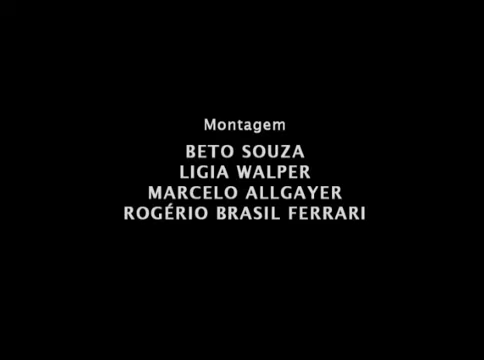 Montagem
BETO SOUZA
LIGIA WALPER
MARCELO ALLGAYER
ROGÉRIO BRASIL FERRARI